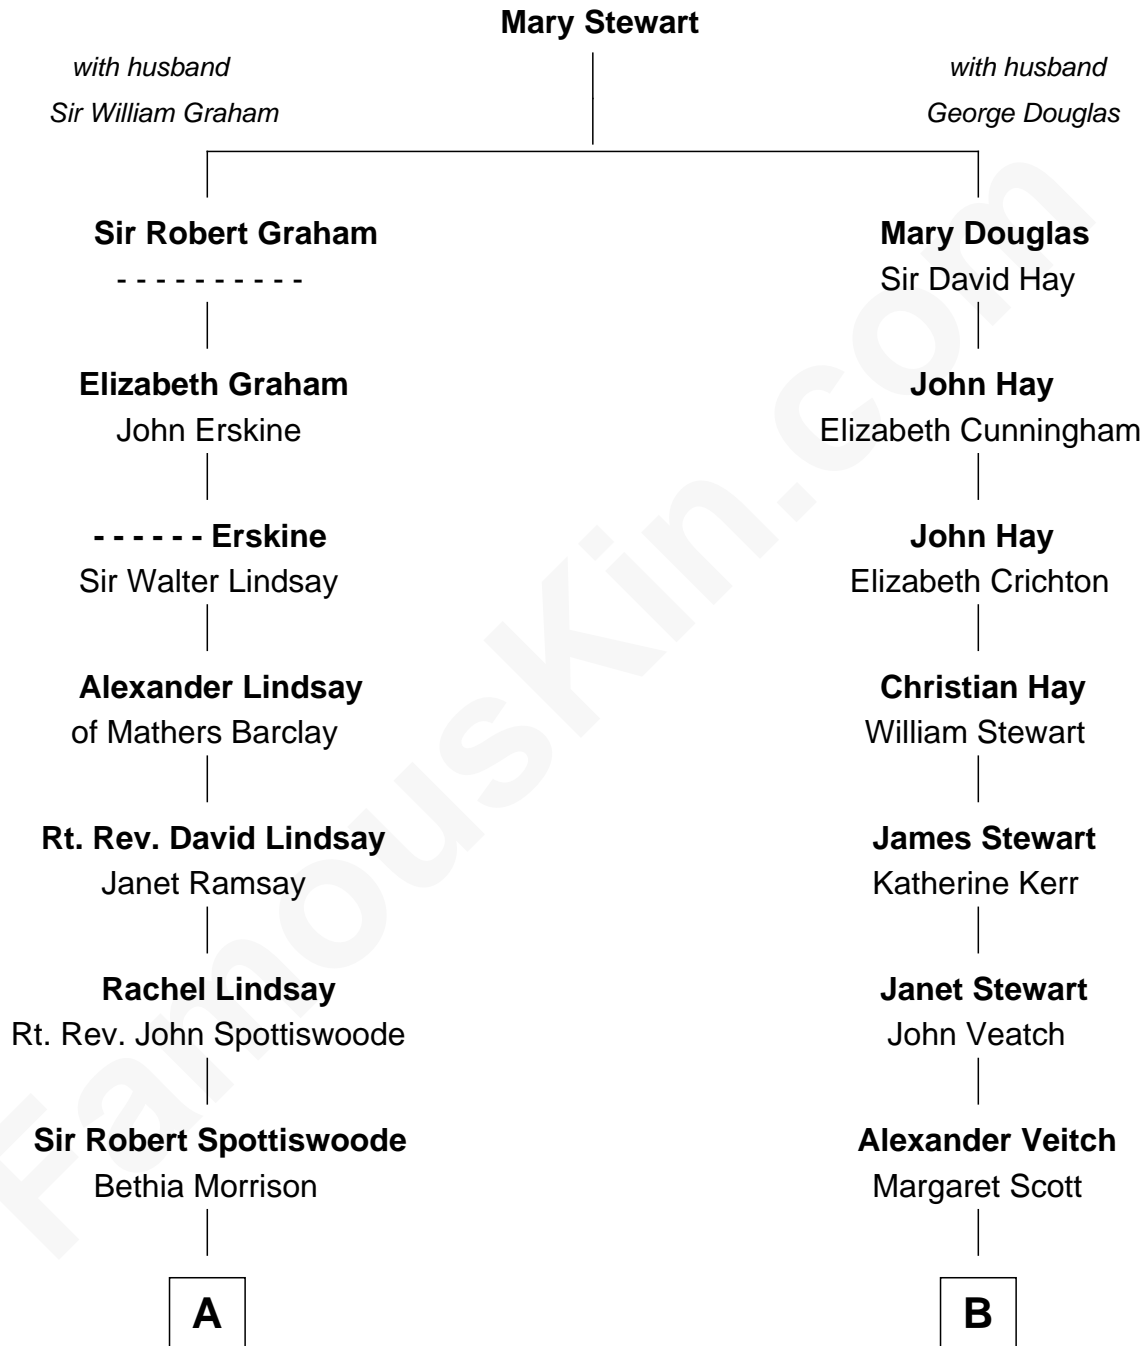 Mary Stewart
with husband
Sir William Graham
with husband
George Douglas
Sir Robert Graham
- - - - - - - - - -
Mary Douglas
Sir David Hay
Elizabeth Graham
John Erskine
John Hay
Elizabeth Cunningham
- - - - - - Erskine
Sir Walter Lindsay
John Hay
Elizabeth Crichton
Alexander Lindsay
of Mathers Barclay
Christian Hay
William Stewart
Rt. Rev. David Lindsay
Janet Ramsay
James Stewart
Katherine Kerr
Rachel Lindsay
Rt. Rev. John Spottiswoode
Janet Stewart
John Veatch
Sir Robert Spottiswoode
Bethia Morrison
Alexander Veitch
Margaret Scott
A
B
FamousKin.com